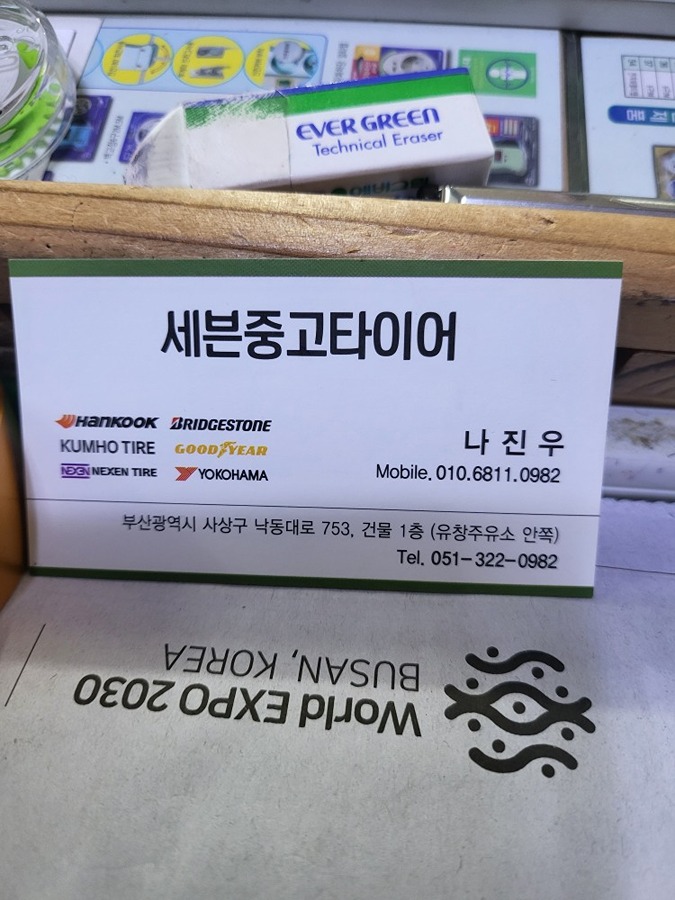 EVER GREEN
Technical Eraser
세븐중고타이어
HANKOOK BRIDGESTONE
KUMHO TIRE GOODYEAR
NEXEN NEXEN TIRE YOKOHAMA
나 진 우
Mobile. 010.6811.0982
부산광역시 사상구 낙동대로 753, 건물 1층 (유창주유소 안쪽)
Tel. 051-322-0982
World EXPO 2030
BUSAN, KOREA